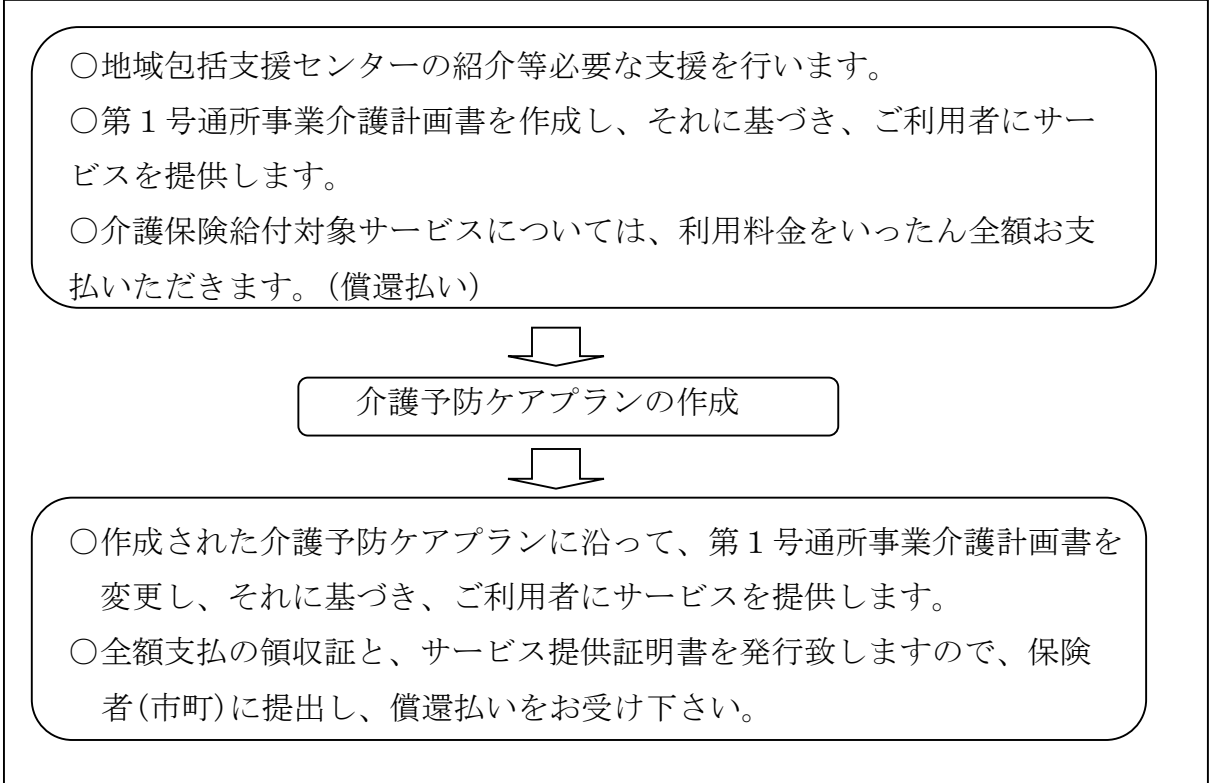 ○地域包括支援センターの紹介等必要な支援を行います。
○第１号通所事業介護計画書を作成し、それに基づき、ご利用者にサー
ビスを提供します。
○介護保険給付対象サービスについては、利用料金をいったん全額お支
払いただきます。(償還払い)
介護予防ケアプランの作成
○作成された介護予防ケアプランに沿って、第１号通所事業介護計画書を
変更し、それに基づき、ご利用者にサービスを提供します。
○全額支払の領収証と、サービス提供証明書を発行致しますので、保険
者(市町)に提出し、償還払いをお受け下さい。